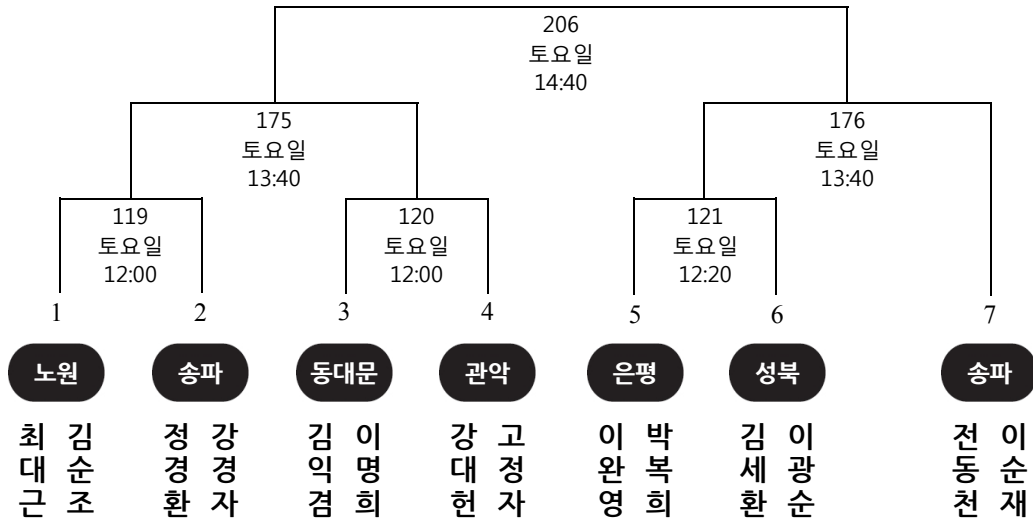 206
토요일
14:40
175
토요일
13:40
176
토요일
13:40
119
토요일
12:00
120
토요일
12:00
121
토요일
12:20
1 2 3 4 5 6 7
노원 송파 동대문 관악 은평 성북 송파
최대근 김순조
정경환 강경자
김익겸 이명희
강대헌 고정자
이완영 박복희
김세환 이광순
전동천 이순재